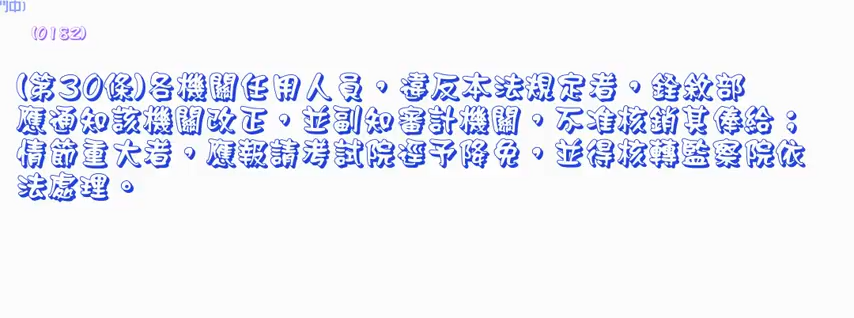 鬥中)
(0182)
(第30條)各機關任用人員，違反本法規定者，銓敘部
應通知該機關改正，並副知審計機關，不准核銷其俸給；
情節重大者，應報請考試院逕予降免，並得核轉監察院依
法處理。